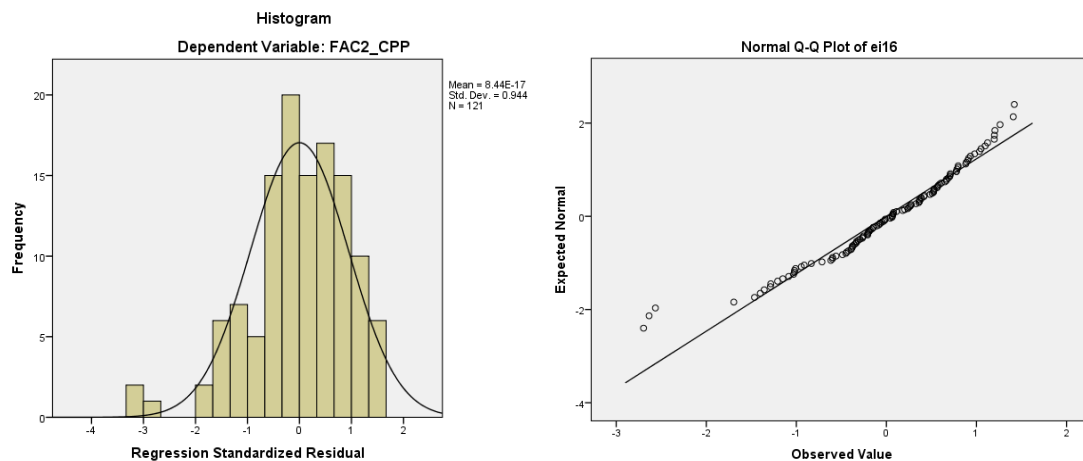 Histogram
Dependent Variable: FAC2_CPP
Mean = 8.44E-17
Std. Dev. = 0.944
N = 121
20
15
10
5
0
Frequency
-4 -3 -2 -1 0 1 2
Regression Standardized Residual
Normal Q-Q Plot of ei16
2
0
-2
-4
Expected Normal
-3 -2 -1 0 1 2
Observed Value